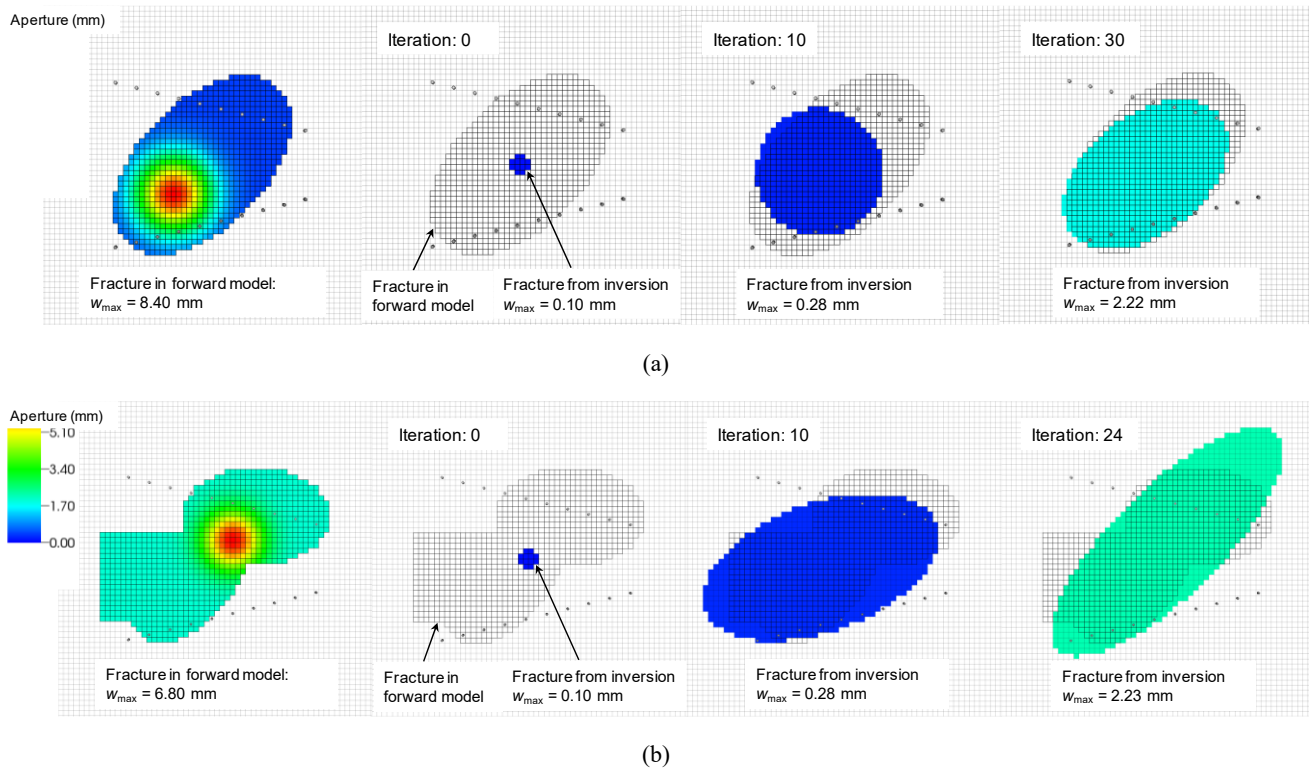 Aperture (mm)
Iteration: 0
Iteration: 10
Iteration: 30
Fracture in forward model:
wmax = 8.40 mm
Fracture in
forward model
Fracture from inversion
wmax = 0.10 mm
Fracture from inversion
wmax = 0.28 mm
Fracture from inversion
wmax = 2.22 mm
(a)
Aperture (mm)
5.10
3.40
1.70
0.00
Iteration: 0
Iteration: 10
Iteration: 24
Fracture in forward model:
wmax = 6.80 mm
Fracture in
forward model
Fracture from inversion
wmax = 0.10 mm
Fracture from inversion
wmax = 0.28 mm
Fracture from inversion
wmax = 2.23 mm
(b)